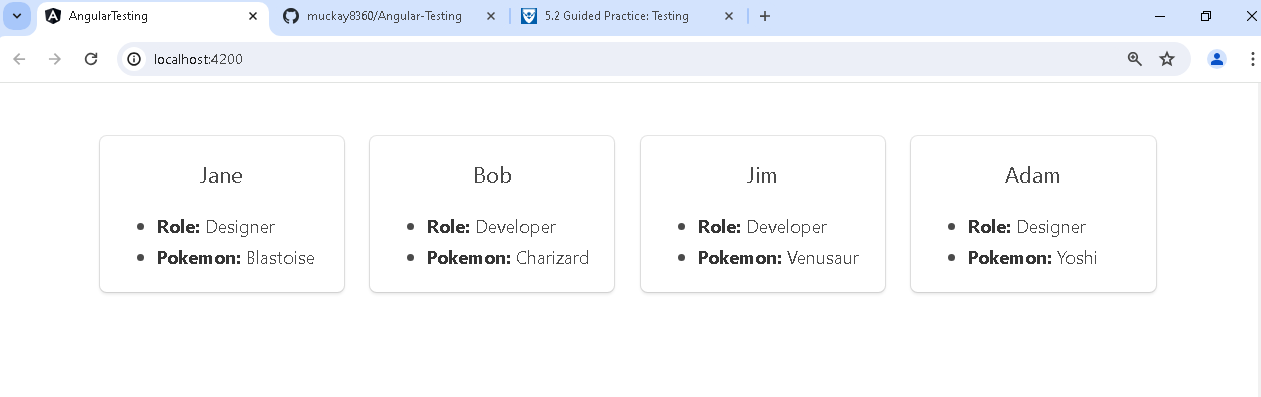 AngularTesting
muckay8360/Angular-Testing
5.2 Guided Practice: Testing
localhost:4200
Jane
Role: Designer
Pokemon: Blastoise
Bob
Role: Developer
Pokemon: Charizard
Jim
Role: Developer
Pokemon: Venusaur
Adam
Role: Designer
Pokemon: Yoshi